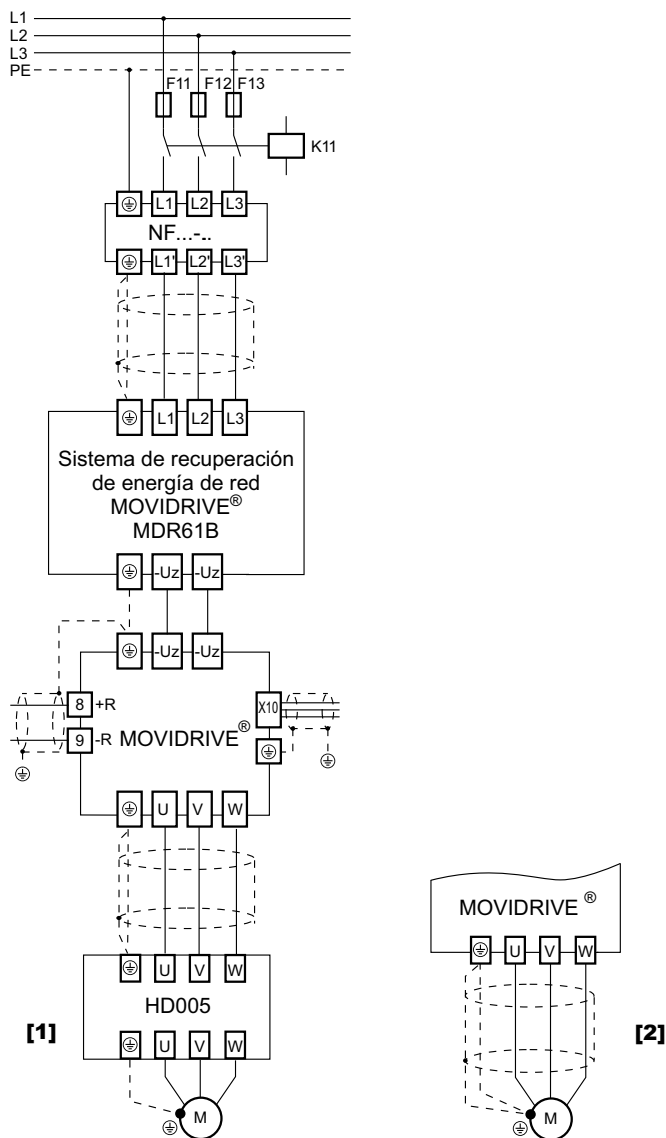 L1
L2
L3
PE
F11 F12 F13
K11
L1 L2 L3
NF...-..
L1' L2' L3'
L1 L2 L3
Sistema de recuperación
de energía de red
MOVIDRIVE®
MDR61B
-Uz -Uz
-Uz -Uz
8 +R
X10
9 -R MOVIDRIVE®
U V W
U V W
HD005
[1]
U V W
M
MOVIDRIVE ®
U V W
[2]
M